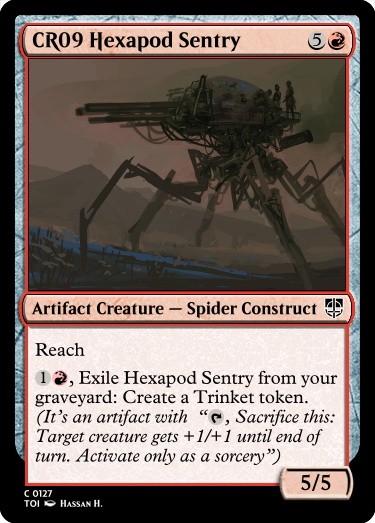 CR09 Hexapod Sentry 5
Artifact Creature — Spider Construct
Reach
1 , Exile Hexapod Sentry from your
graveyard: Create a Trinket token.
(It's an artifact with “ , Sacrifice this:
Target creature gets +1/+1 until end of
turn. Activate only as a sorcery”)
5/5
C 0127
TOI Hassan H.